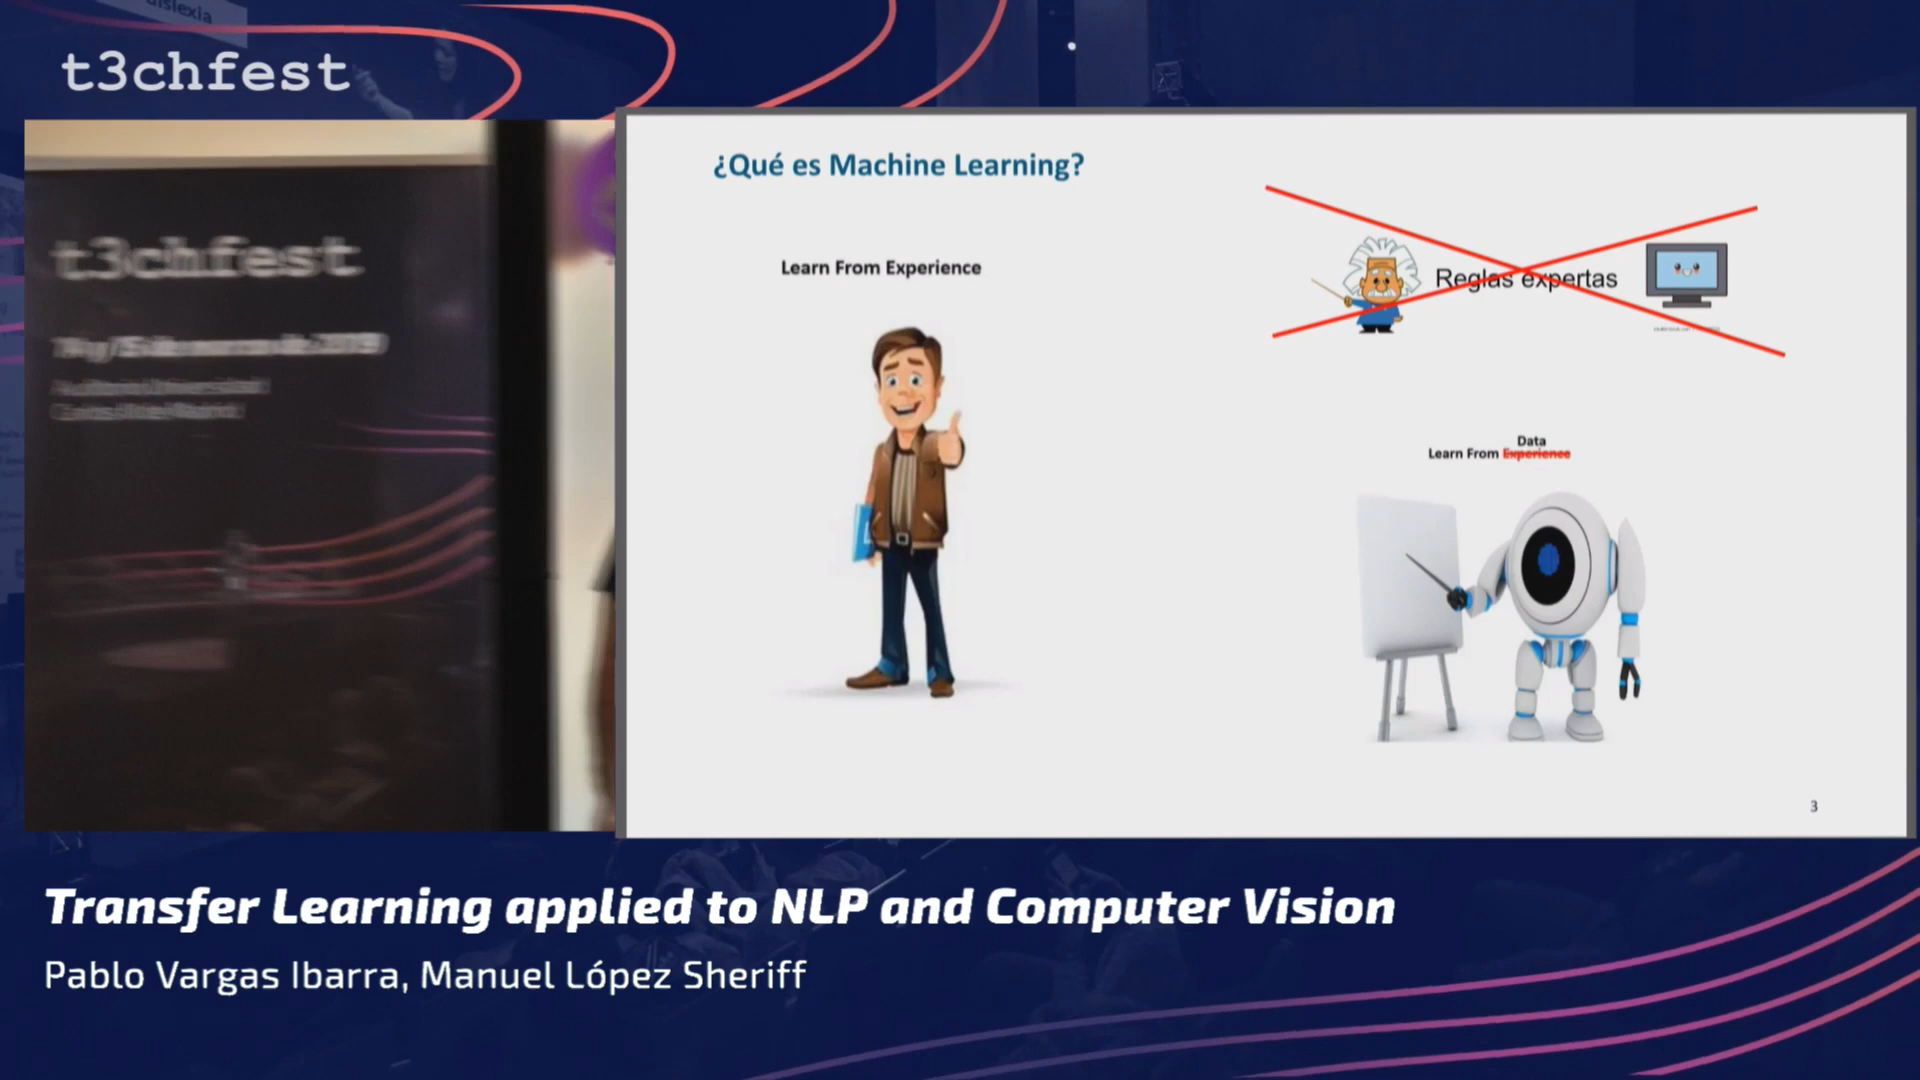 dislexia
t3chfest
t3chfest
¿Qué es Machine Learning?
Learn From Experience
Reglas expertas
Data
Learn From Experience
3
Transfer Learning applied to NLP and Computer Vision
Pablo Vargas Ibarra, Manuel López Sheriff